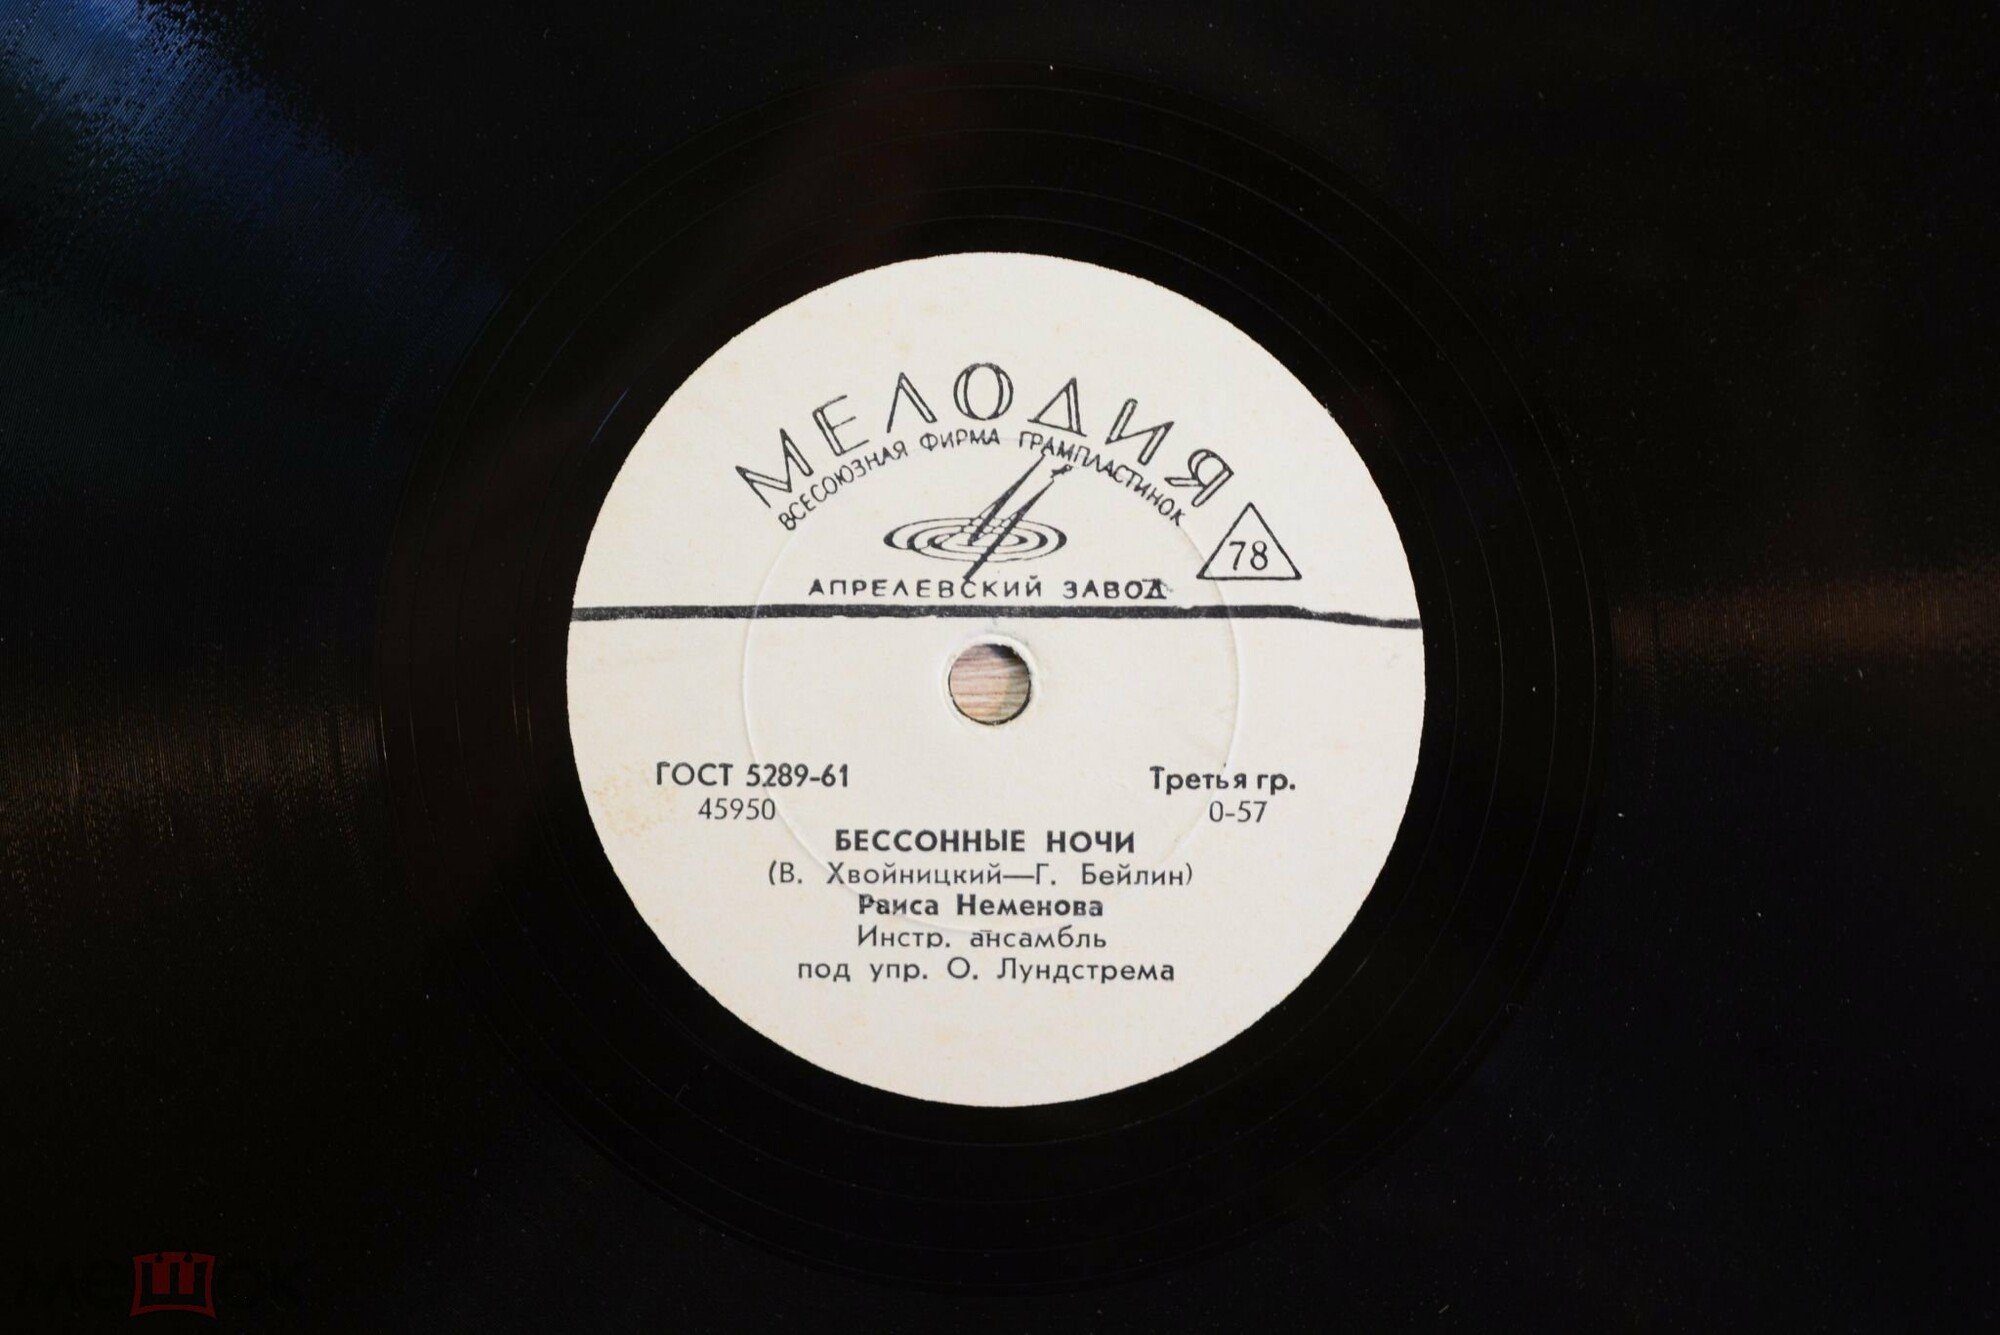 МЕЛОДИЯ
ВСЕСОЮЗНАЯ ФИРМА ГРАМПЛАСТИНОК
78
АПРЕЛЕВСКИЙ ЗАВОД
ГОСТ 5289-61
Третья гр.
45950
0-57
БЕССОННЫЕ НОЧИ
(В. Хвойницкий—Г. Бейлин)
Раиса Неменова
Инстр. ансамбль
под упр. О. Лундстрема
мешок